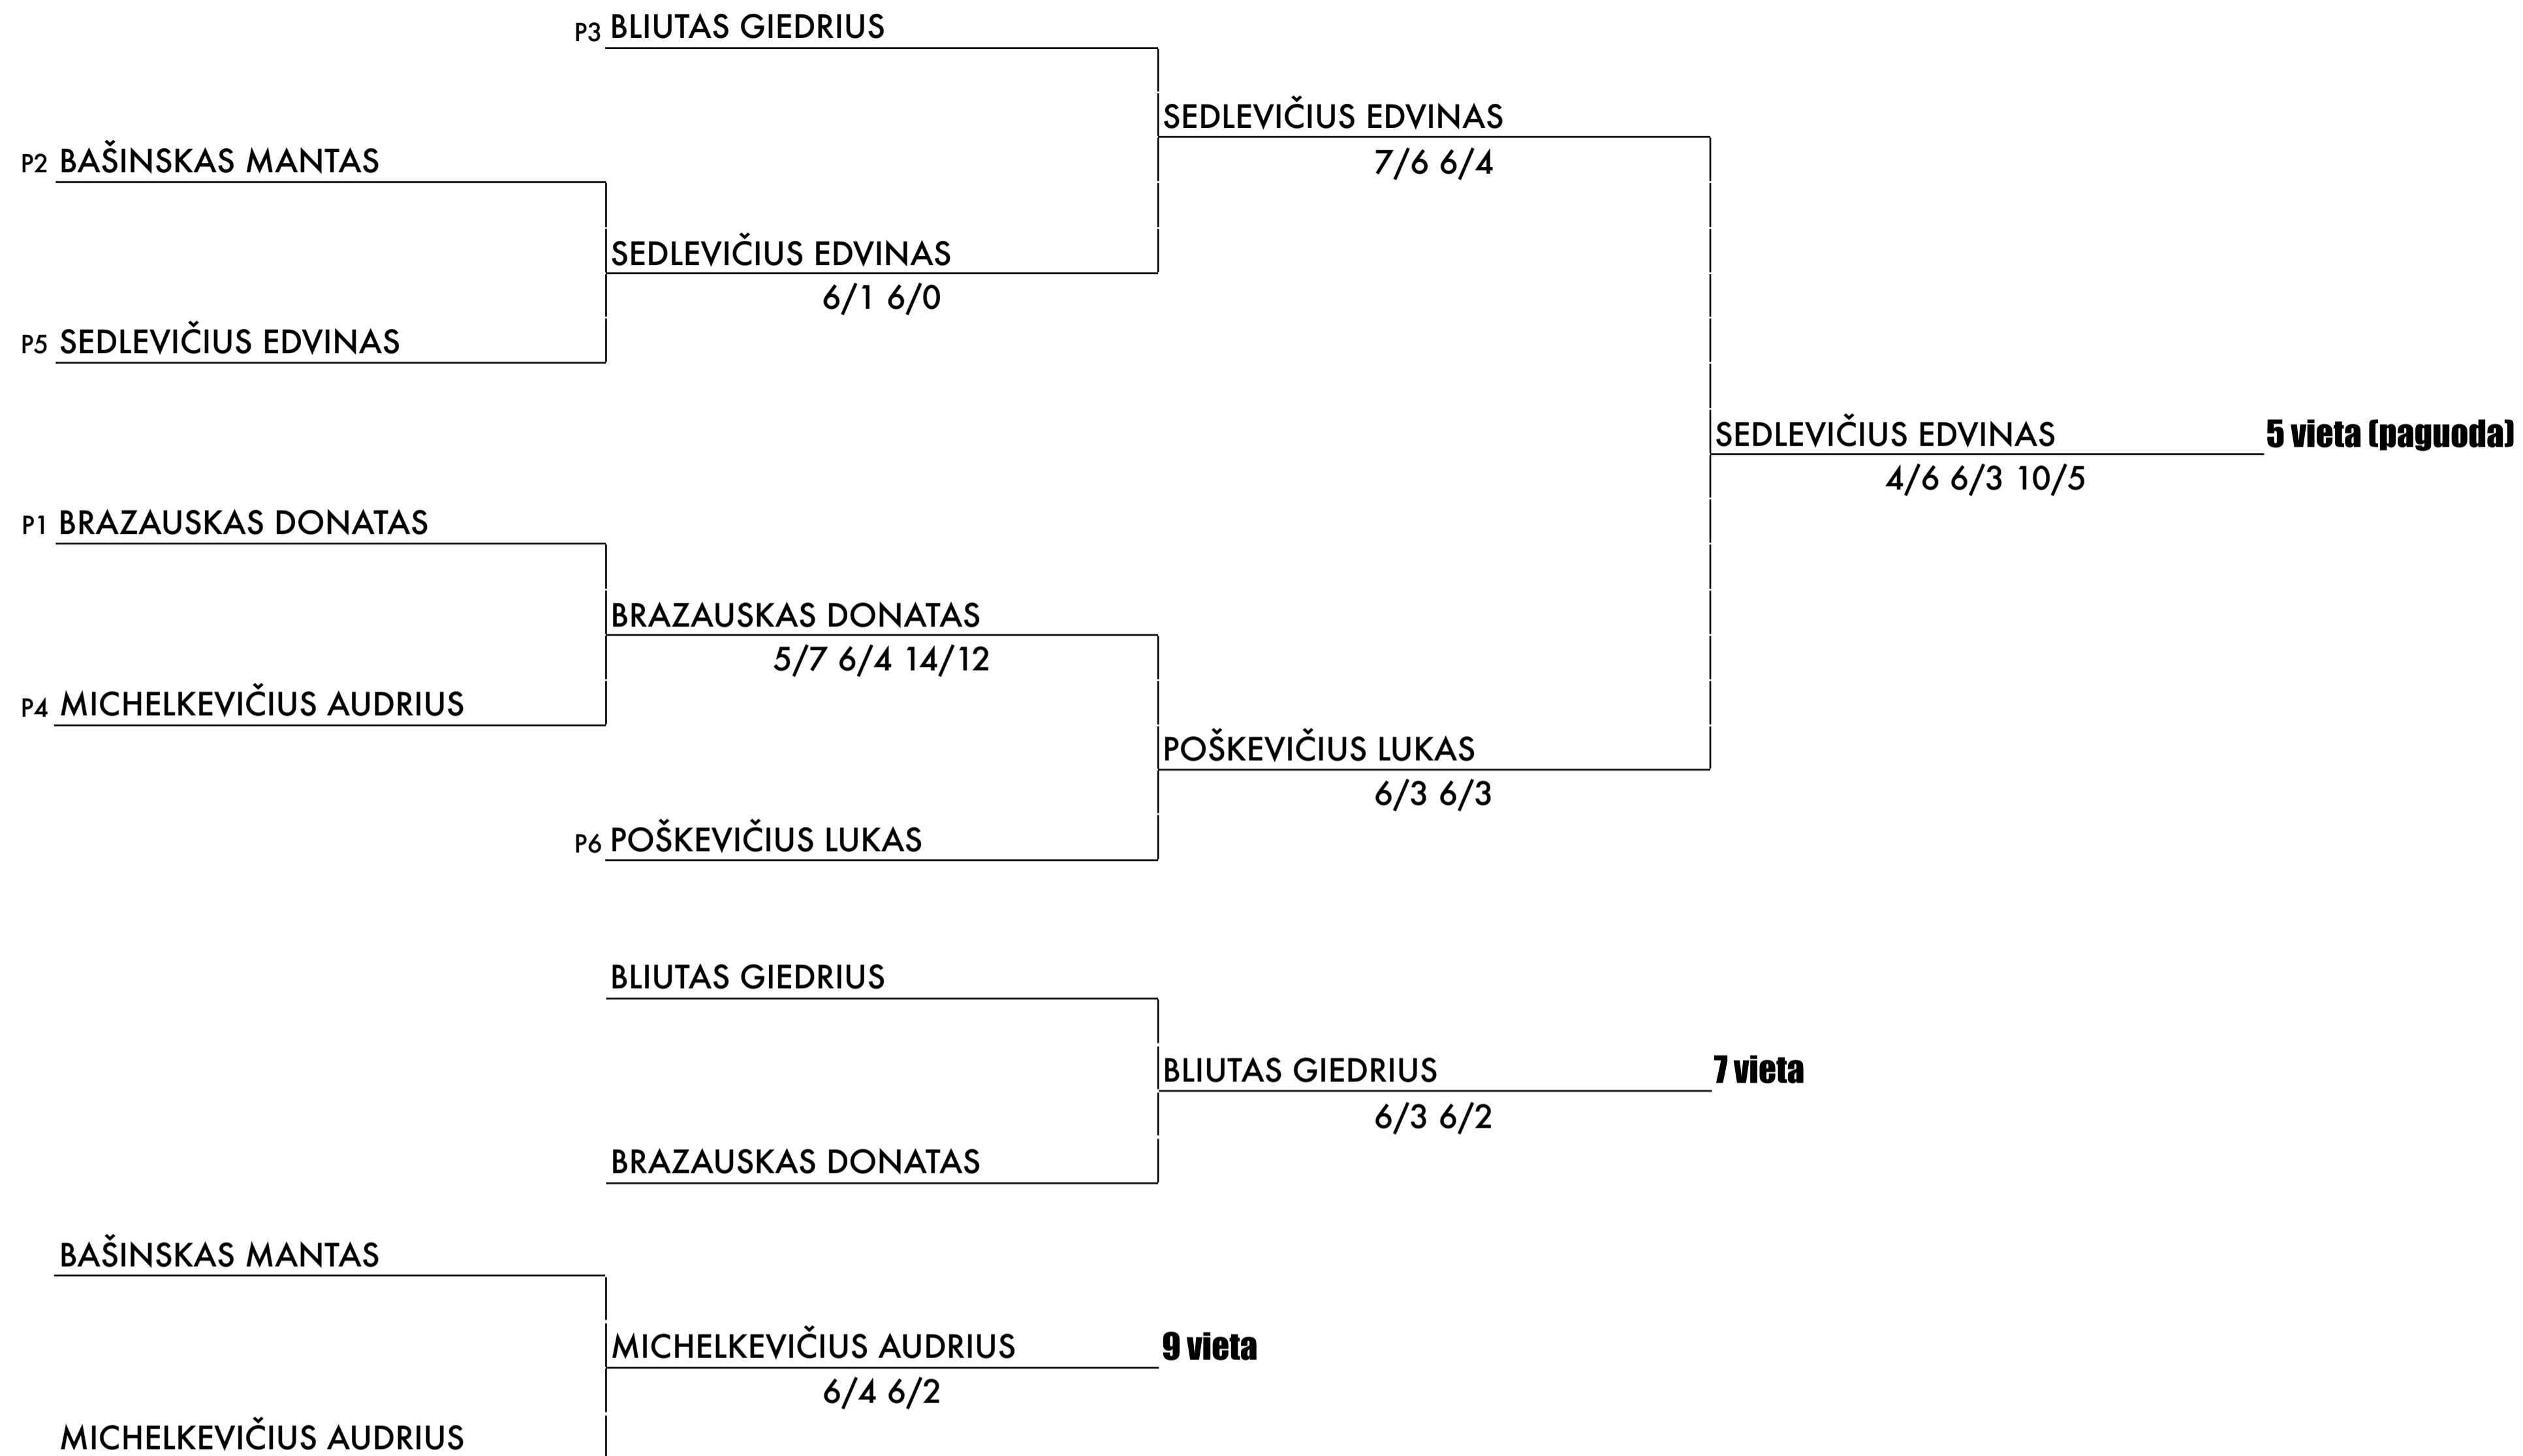 P3 BLIUTAS GIEDRIUS
SEDLEVIČIUS EDVINAS
7/6 6/4
P2 BAŠINSKAS MANTAS
SEDLEVIČIUS EDVINAS
6/1 6/0
P5 SEDLEVIČIUS EDVINAS
SEDLEVIČIUS EDVINAS 5 vieta (paguoda)
4/6 6/3 10/5
P1 BRAZAUSKAS DONATAS
BRAZAUSKAS DONATAS
5/7 6/4 14/12
P4 MICHELKEVIČIUS AUDRIUS
POŠKEVIČIUS LUKAS
6/3 6/3
P6 POŠKEVIČIUS LUKAS
BLIUTAS GIEDRIUS
BLIUTAS GIEDRIUS 7 vieta
6/3 6/2
BRAZAUSKAS DONATAS
BAŠINSKAS MANTAS
MICHELKEVIČIUS AUDRIUS 9 vieta
6/4 6/2
MICHELKEVIČIUS AUDRIUS